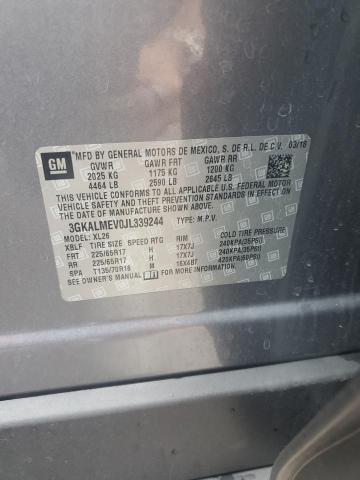 GM
MFD BY GENERAL MOTORS DE MEXICO, S. DE R.L. DE C.V. 03/18
GVWR GAWR FRT GAWR RR
2025 KG 1175 KG 1200 KG
4464 LB 2590 LB 2645 LB
THIS VEHICLE CONFORMS TO ALL APPLICABLE U.S. FEDERAL MOTOR
VEHICLE SAFETY, BUMPER, AND THEFT PREVENTION STANDARDS IN EFFECT
ON THE DATE OF MANUFACTURE SHOWN ABOVE.
3GKALMEV0JL339244 TYPE: M.P.V.
MODEL: XL26
XBLF TIRE SIZE SPEED RTG RIM COLD TIRE PRESSURE
FRT 225/65R17 H 17X7J 240KPA(35PSI)
RR 225/65R17 H 17X7J 240KPA(35PSI)
SPA T135/70R16 M 16X4BT 420KPA(60PSI)
SEE OWNER'S MANUAL